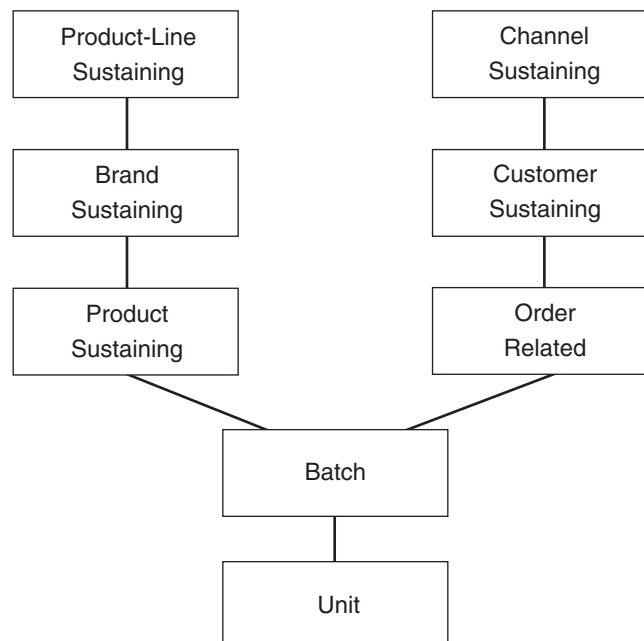 Product-Line
Sustaining
Channel
Sustaining
Brand
Sustaining
Customer
Sustaining
Product
Sustaining
Order
Related
Batch
Unit